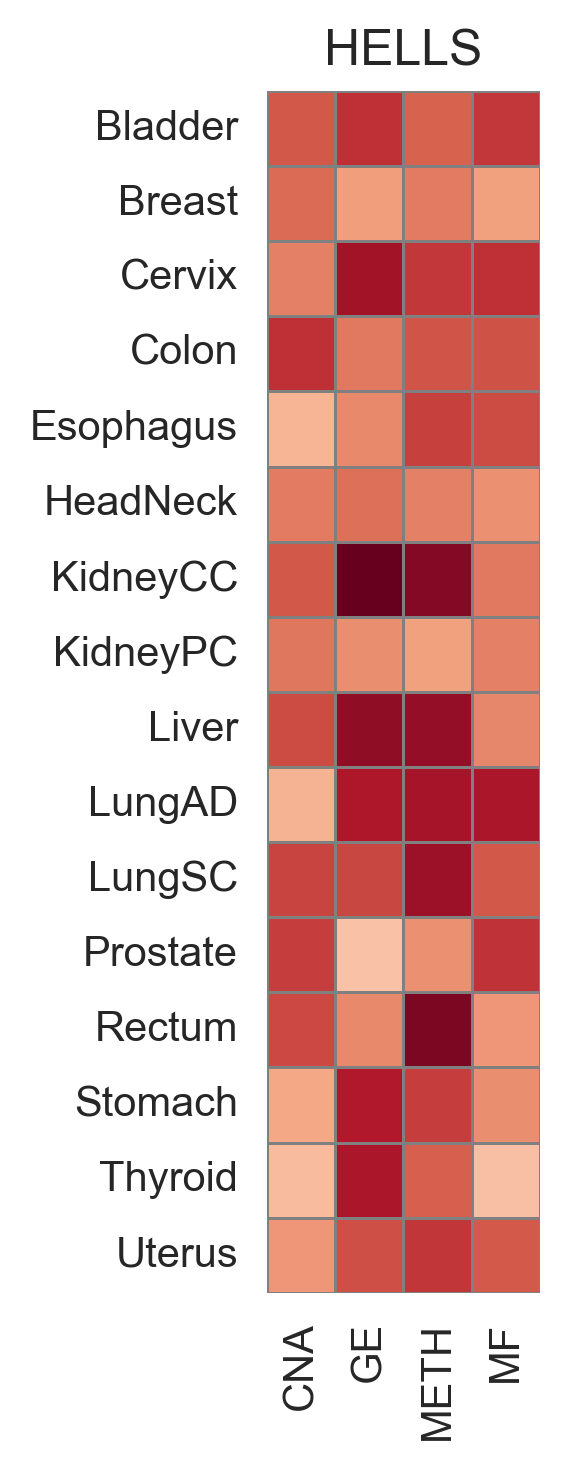 HELLS
Bladder
Breast
Cervix
Colon
Esophagus
HeadNeck
KidneyCC
KidneyPC
Liver
LungAD
LungSC
Prostate
Rectum
Stomach
Thyroid
Uterus
CNA
GE
METH
MF